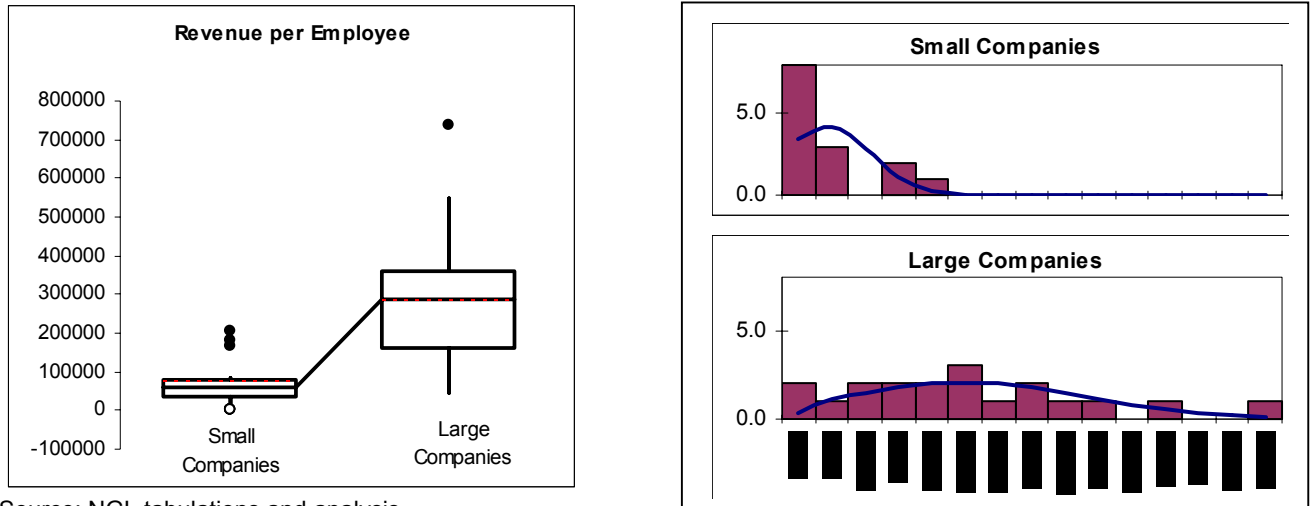 Revenue per Employee
800000
700000
600000
500000
400000
300000
200000
100000
0
-100000
Small
Companies
Large
Companies
Small Companies
5.0
0.0
Large Companies
5.0
0.0